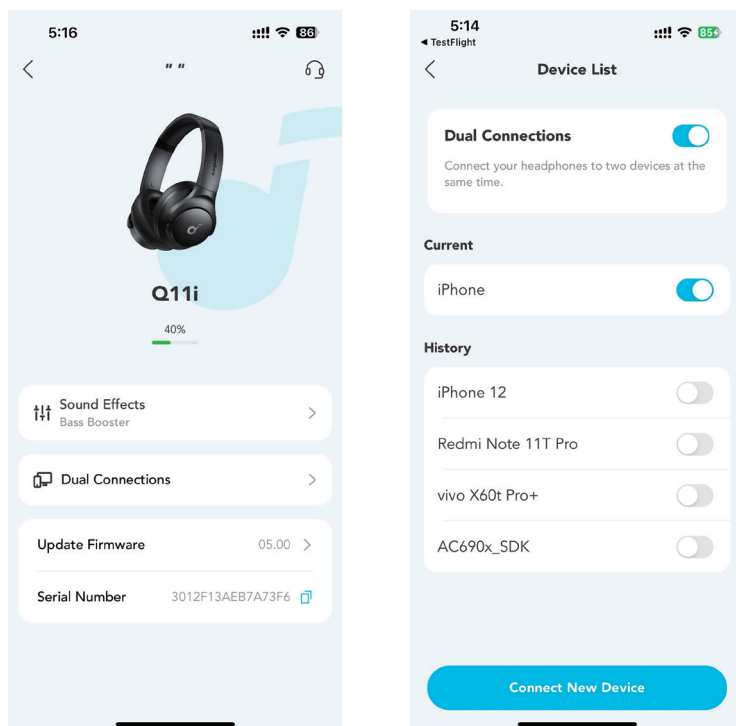 5:16
86
" "
Q11i
40%
Sound Effects
Bass Booster
Dual Connections
Update Firmware 05.00
Serial Number 3012F13AEB7A73F6
5:14
TestFlight
85
Device List
Dual Connections
Connect your headphones to two devices at the
same time.
Current
iPhone
History
iPhone 12
Redmi Note 11T Pro
vivo X60t Pro+
AC690x_SDK
Connect New Device